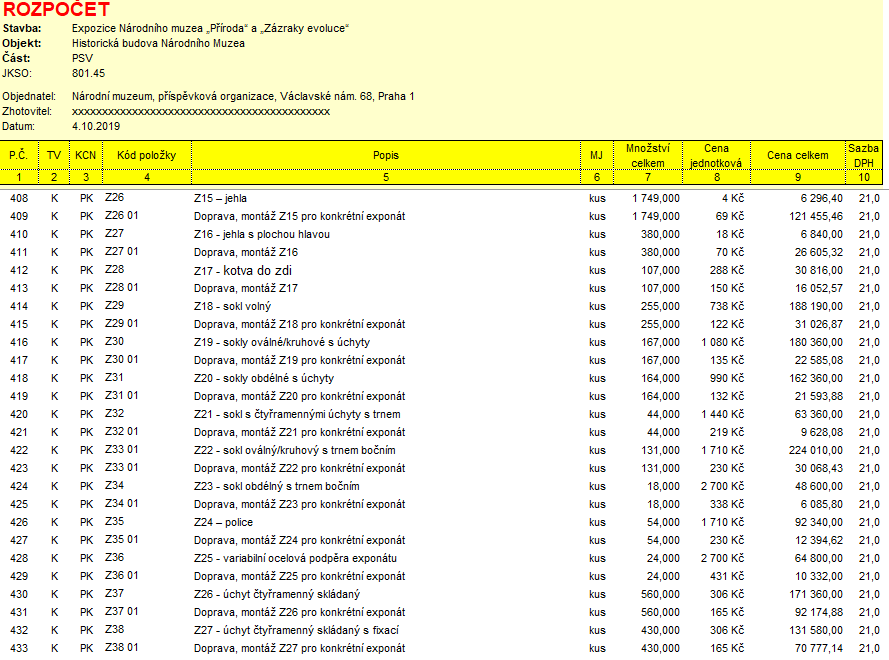 ROZPOČET
Stavba: Expozice Národního muzea „Příroda“ a „Zázraky evoluce“
Objekt: Historická budova Národního Muzea
Část: PSV
JKSO: 801.45
Objednatel: Národní muzeum, příspěvková organizace, Václavské nám. 68, Praha 1
Zhotovitel: xxxxxxxxxxxxxxxxxxxxxxxxxxxxxxxxxxxxxxxxxxx
Datum: 4.10.2019
P.Č. TV KCN Kód položky Popis MJ Množství celkem Cena jednotková Cena celkem Sazba DPH
1 2 3 4 5 6 7 8 9 10
408 K PK Z26 Z15 – jehla kus 1 749,000 4 Kč 6 296,40 21,0
409 K PK Z26 01 Doprava, montáž Z15 pro konkrétní exponát kus 1 749,000 69 Kč 121 455,46 21,0
410 K PK Z27 Z16 - jehla s plochou hlavou kus 380,000 18 Kč 6 840,00 21,0
411 K PK Z27 01 Doprava, montáž Z16 kus 380,000 70 Kč 26 605,32 21,0
412 K PK Z28 Z17 - kotva do zdi kus 107,000 288 Kč 30 816,00 21,0
413 K PK Z28 01 Doprava, montáž Z17 kus 107,000 150 Kč 16 052,57 21,0
414 K PK Z29 Z18 - sokl volný kus 255,000 738 Kč 188 190,00 21,0
415 K PK Z29 01 Doprava, montáž Z18 pro konkrétní exponát kus 255,000 122 Kč 31 026,87 21,0
416 K PK Z30 Z19 - sokly oválné/kruhové s úchyty kus 167,000 1 080 Kč 180 360,00 21,0
417 K PK Z30 01 Doprava, montáž Z19 pro konkrétní exponát kus 167,000 135 Kč 22 585,08 21,0
418 K PK Z31 Z20 - sokly obdélné s úchyty kus 164,000 990 Kč 162 360,00 21,0
419 K PK Z31 01 Doprava, montáž Z20 pro konkrétní exponát kus 164,000 132 Kč 21 593,88 21,0
420 K PK Z32 Z21 - sokl s čtyřramennými úchyty s trnem kus 44,000 1 440 Kč 63 360,00 21,0
421 K PK Z32 01 Doprava, montáž Z21 pro konkrétní exponát kus 44,000 219 Kč 9 628,08 21,0
422 K PK Z33 01 Z22 - sokl oválný/kruhový s trnem bočním kus 131,000 1 710 Kč 224 010,00 21,0
423 K PK Z33 01 Doprava, montáž Z22 pro konkrétní exponát kus 131,000 230 Kč 30 068,43 21,0
424 K PK Z34 Z23 - sokl obdélný s trnem bočním kus 18,000 2 700 Kč 48 600,00 21,0
425 K PK Z34 01 Doprava, montáž Z23 pro konkrétní exponát kus 18,000 338 Kč 6 085,80 21,0
426 K PK Z35 Z24 – police kus 54,000 1 710 Kč 92 340,00 21,0
427 K PK Z35 01 Doprava, montáž Z24 pro konkrétní exponát kus 54,000 230 Kč 12 394,62 21,0
428 K PK Z36 Z25 - variabilní ocelová podpěra exponátu kus 24,000 2 700 Kč 64 800,00 21,0
429 K PK Z36 01 Doprava, montáž Z25 pro konkrétní exponát kus 24,000 431 Kč 10 332,00 21,0
430 K PK Z37 Z26 - úchyt čtyřramenný skládaný kus 560,000 306 Kč 171 360,00 21,0
431 K PK Z37 01 Doprava, montáž Z26 pro konkrétní exponát kus 560,000 165 Kč 92 174,88 21,0
432 K PK Z38 Z27 - úchyt čtyřramenný skládaný s fixací kus 430,000 306 Kč 131 580,00 21,0
433 K PK Z38 01 Doprava, montáž Z27 pro konkrétní exponát kus 430,000 165 Kč 70 777,14 21,0